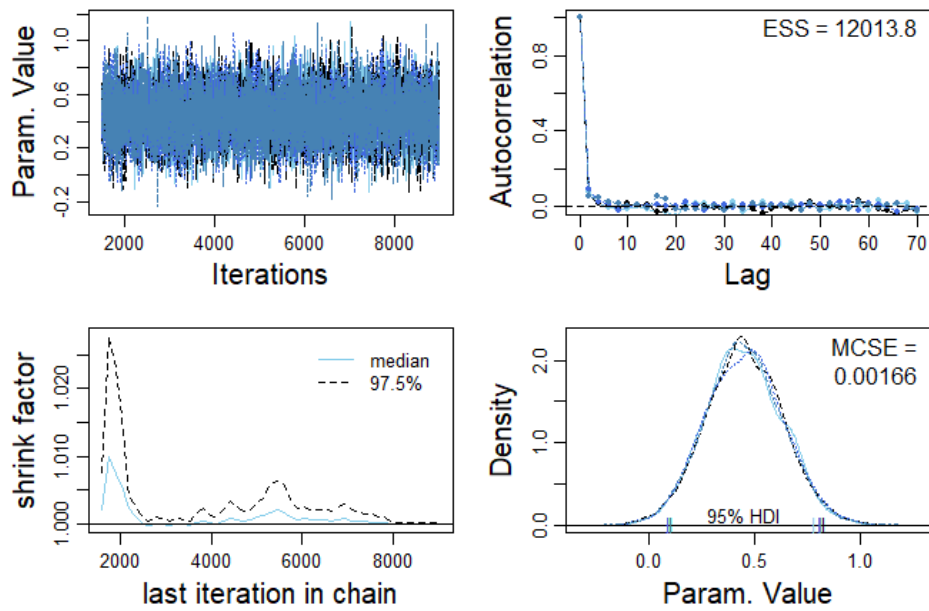 Param. Value
-0.2 0.2 0.6 1.0
2000 4000 6000 8000
Iterations
Autocorrelation
0.0 0.4 0.8
ESS = 12013.8
0 10 20 30 40 50 60 70
Lag
shrink factor
1.000 1.010 1.020
median
97.5%
2000 4000 6000 8000
last iteration in chain
Density
0.0 1.0 2.0
MCSE =
0.00166
95% HDI
0.0 0.5 1.0
Param. Value